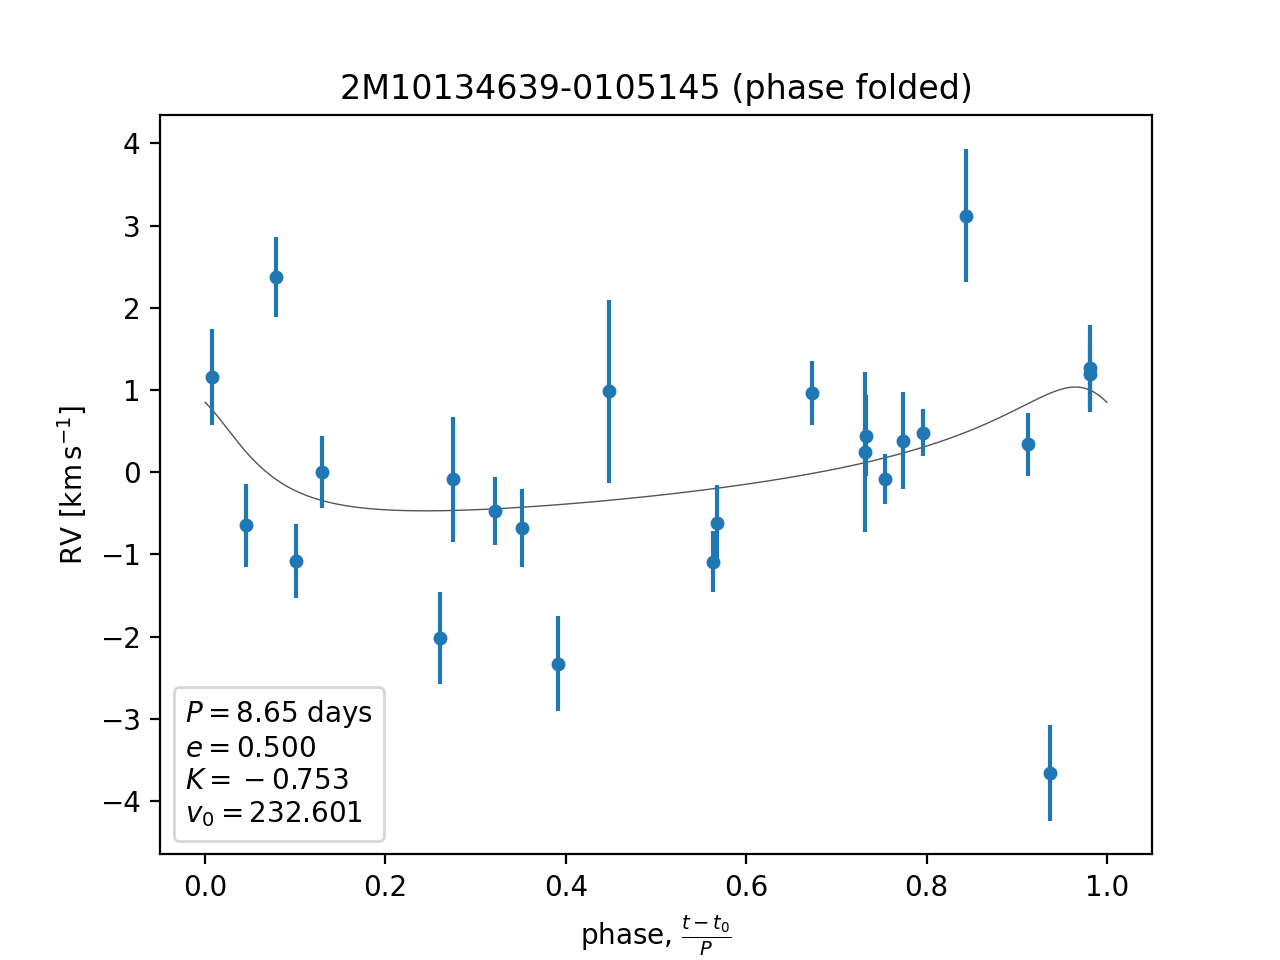 2M10134639-0105145 (phase folded)
4
3
2
1
0
−1
−2
−3
−4
RV [km s⁻¹]
P = 8.65 days
e = 0.500
K = −0.753
v₀ = 232.601
0.0 0.2 0.4 0.6 0.8 1.0
phase, (t − t₀)/P